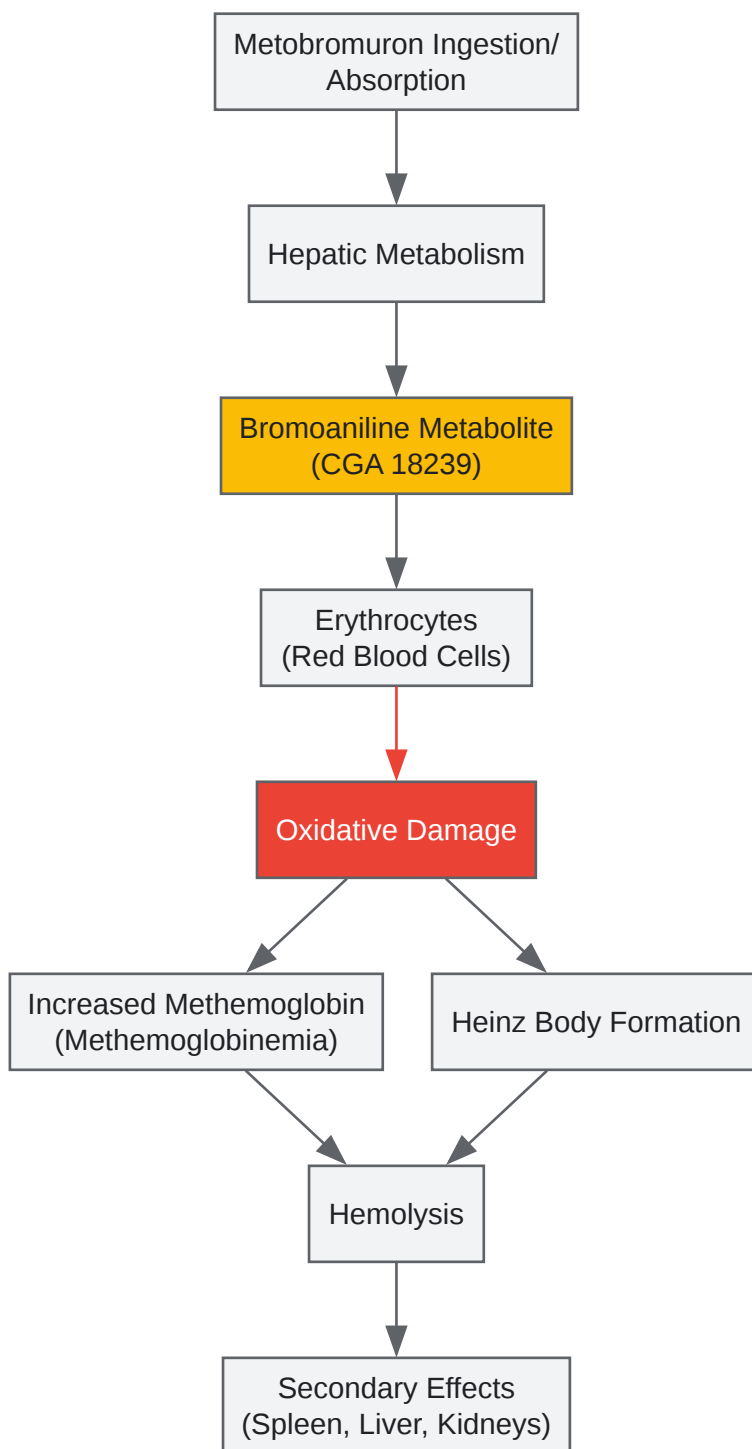 Metobromuron Ingestion/
Absorption
Hepatic Metabolism
Bromoaniline Metabolite
(CGA 18239)
Erythrocytes
(Red Blood Cells)
Oxidative Damage
Increased Methemoglobin
(Methemoglobinemia)
Heinz Body Formation
Hemolysis
Secondary Effects
(Spleen, Liver, Kidneys)